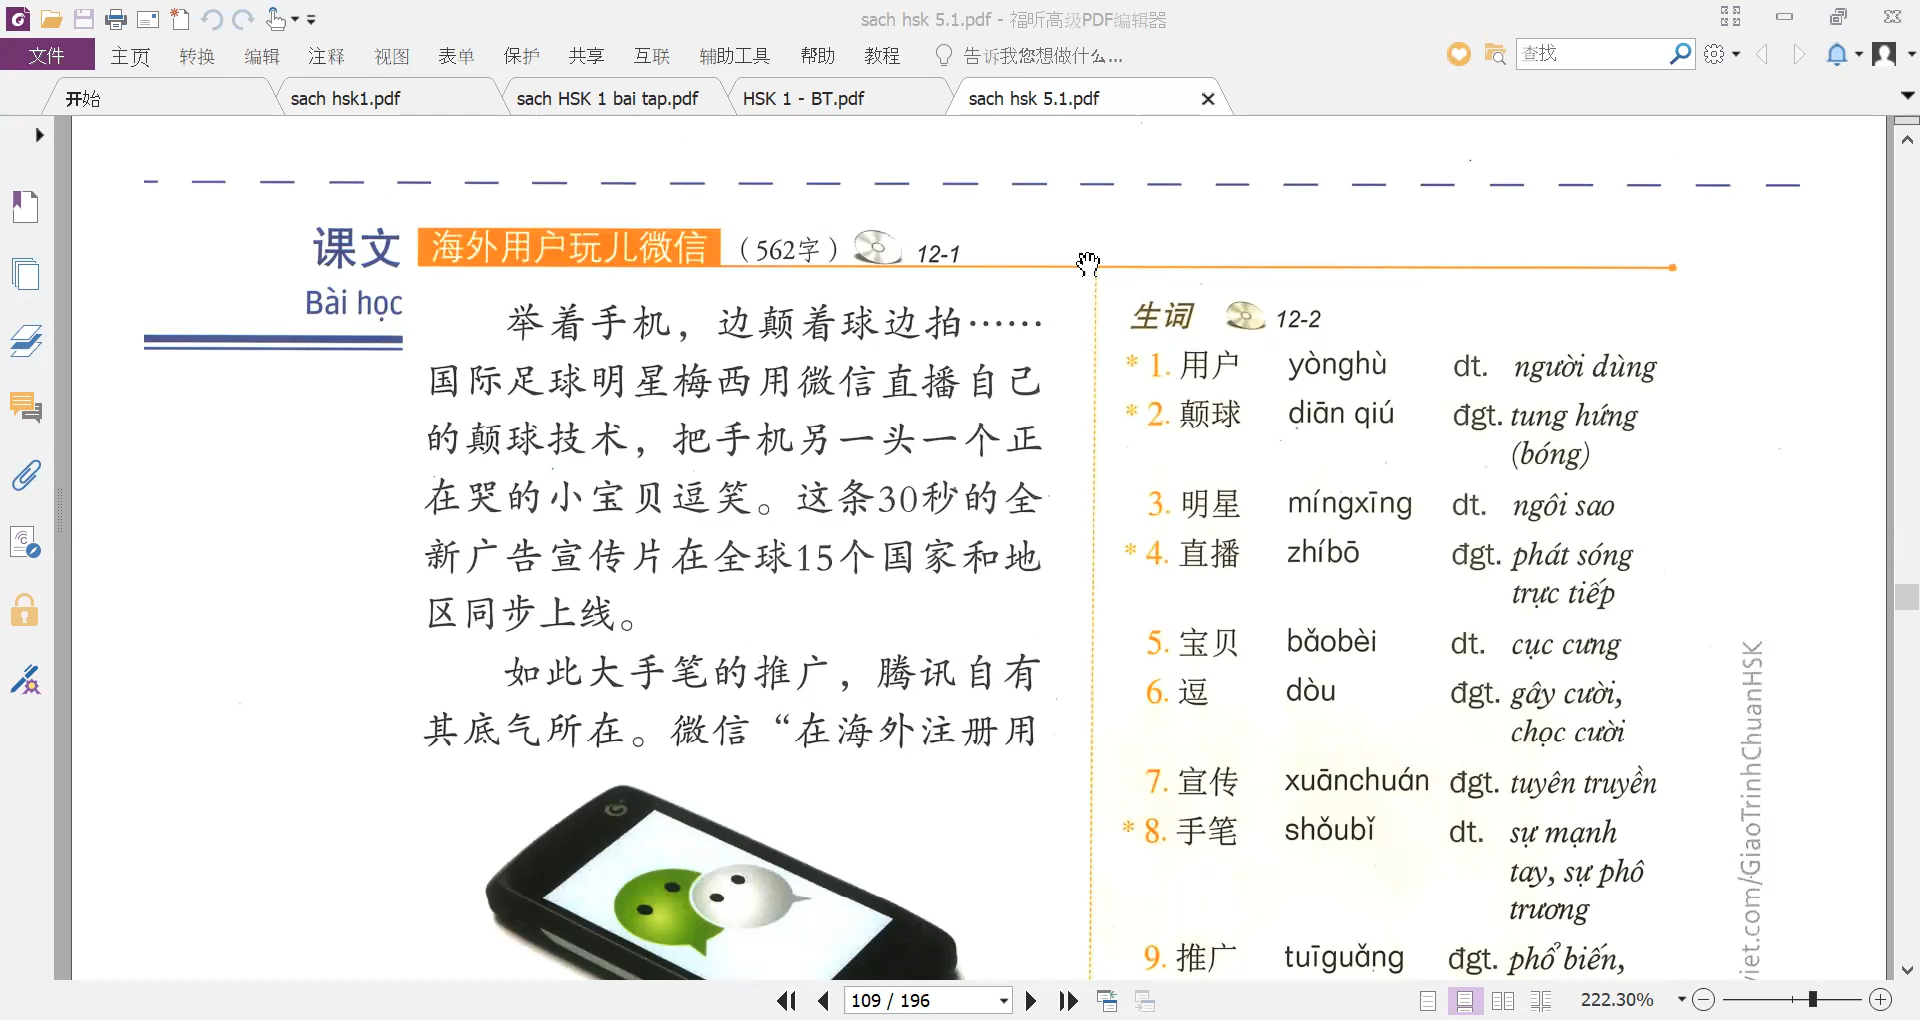 sach hsk 5.1.pdf - 福昕高级PDF编辑器
文件 主页 转换 编辑 注释 视图 表单 保护 共享 互联 辅助工具 帮助 教程 告诉我您想做什么... 查找
开始 sach hsk1.pdf sach HSK 1 bai tap.pdf HSK 1 - BT.pdf sach hsk 5.1.pdf
课文 海外用户玩儿微信 （562字） 12-1
Bài học
举着手机，边颠着球边拍……
国际足球明星梅西用微信直播自己
的颠球技术，把手机另一头一个正
在哭的小宝贝逗笑。这条30秒的全
新广告宣传片在全球15个国家和地
区同步上线。
如此大手笔的推广，腾讯自有
其底气所在。微信“在海外注册用
生词 12-2
* 1. 用户 yònghù dt. người dùng
* 2. 颠球 diān qiú đgt. tung hứng
(bóng)
3. 明星 míngxīng dt. ngôi sao
* 4. 直播 zhíbō đgt. phát sóng
trực tiếp
5. 宝贝 bǎobèi dt. cục cưng
6. 逗 dòu đgt. gây cười,
chọc cười
7. 宣传 xuānchuán đgt. tuyên truyền
* 8. 手笔 shǒubǐ dt. sự mạnh
tay, sự phô
trương
9. 推广 tuīguǎng đgt. phổ biến,
viet.com/GiaoTrinhChuanHSK
109 / 196
222.30%